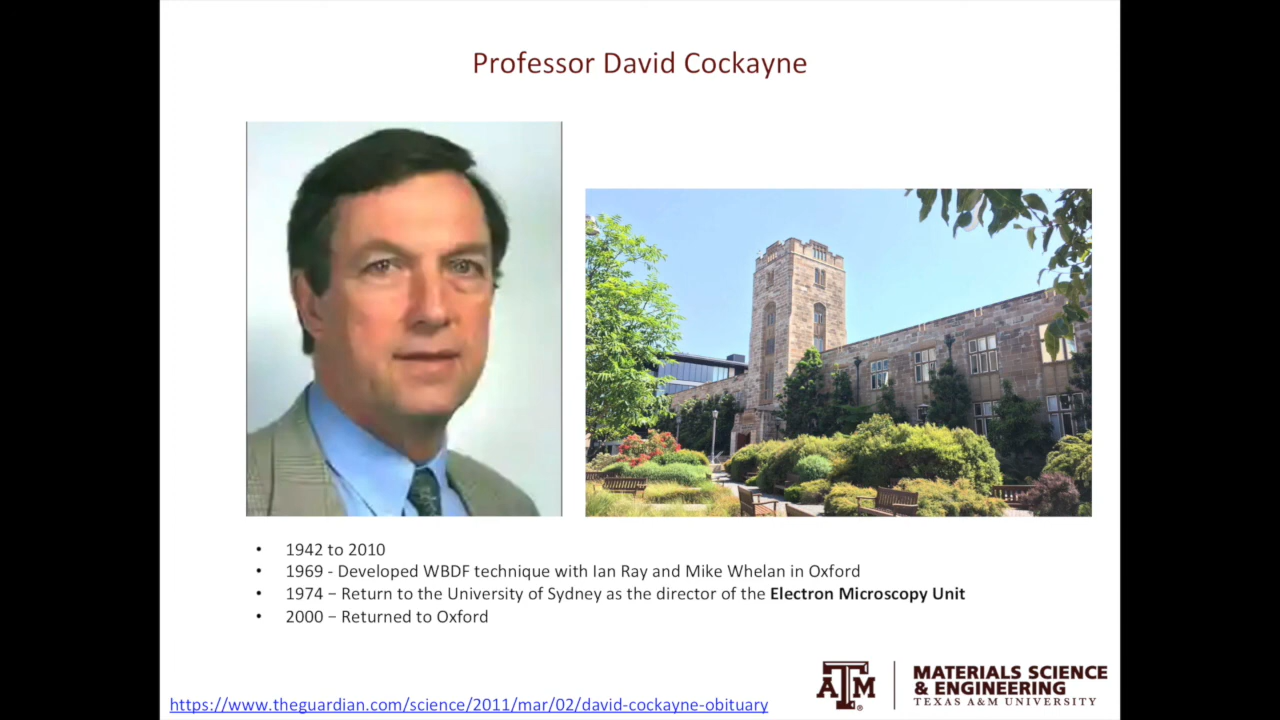 Professor David Cockayne
• 1942 to 2010
• 1969 - Developed WBDF technique with Ian Ray and Mike Whelan in Oxford
• 1974 – Return to the University of Sydney as the director of the Electron Microscopy Unit
• 2000 – Returned to Oxford
ATM
MATERIALS SCIENCE
& ENGINEERING
TEXAS A&M UNIVERSITY
https://www.theguardian.com/science/2011/mar/02/david-cockayne-obituary